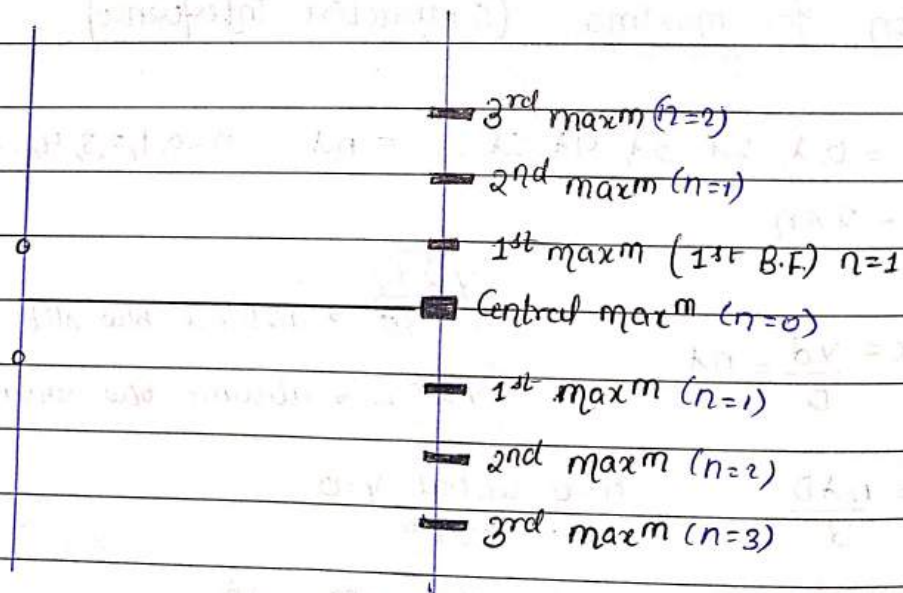 3rd maxm (n=2)
2nd maxm (n=1)
1st maxm (1st B.F.) n=1
Central maxm (n=0)
1st maxm (n=1)
2nd maxm (n=2)
3rd maxm (n=3)